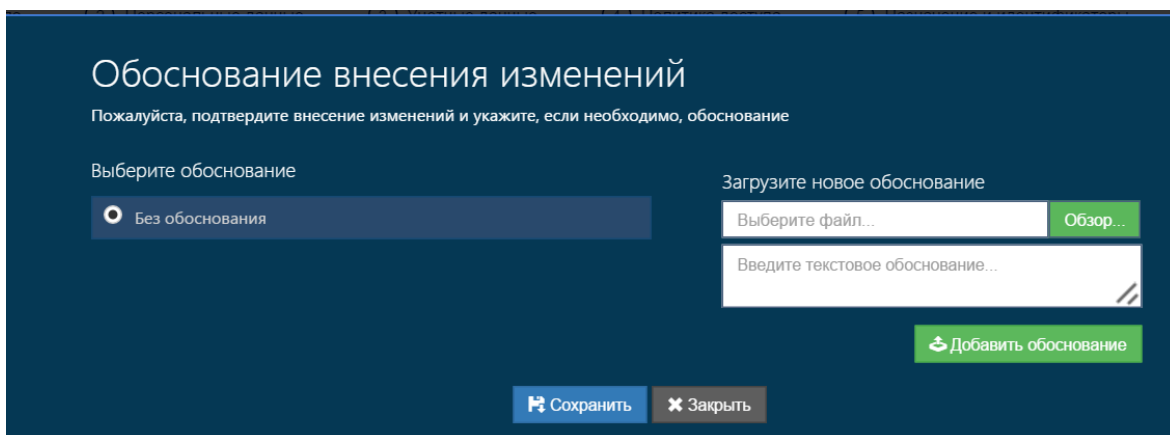 Обоснование внесения изменений
Пожалуйста, подтвердите внесение изменений и укажите, если необходимо, обоснование
Выберите обоснование
Без обоснования
Загрузите новое обоснование
Выберите файл...
Обзор...
Введите текстовое обоснование...
Добавить обоснование
Сохранить
Закрыть